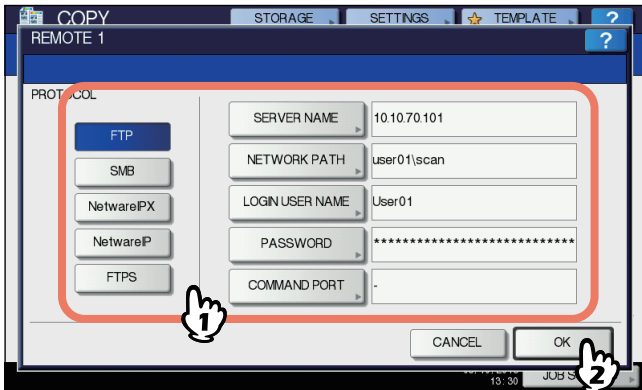 COPY STORAGE SETTINGS TEMPLATE ?
REMOTE 1 ?
PROTOCOL
FTP
SMB
NetwareIPX
NetwareIP
FTPS
SERVER NAME 10.10.70.101
NETWORK PATH user01\scan
LOGIN USER NAME User01
PASSWORD ****************************
COMMAND PORT -
1
CANCEL OK
2
13:30 JOB S